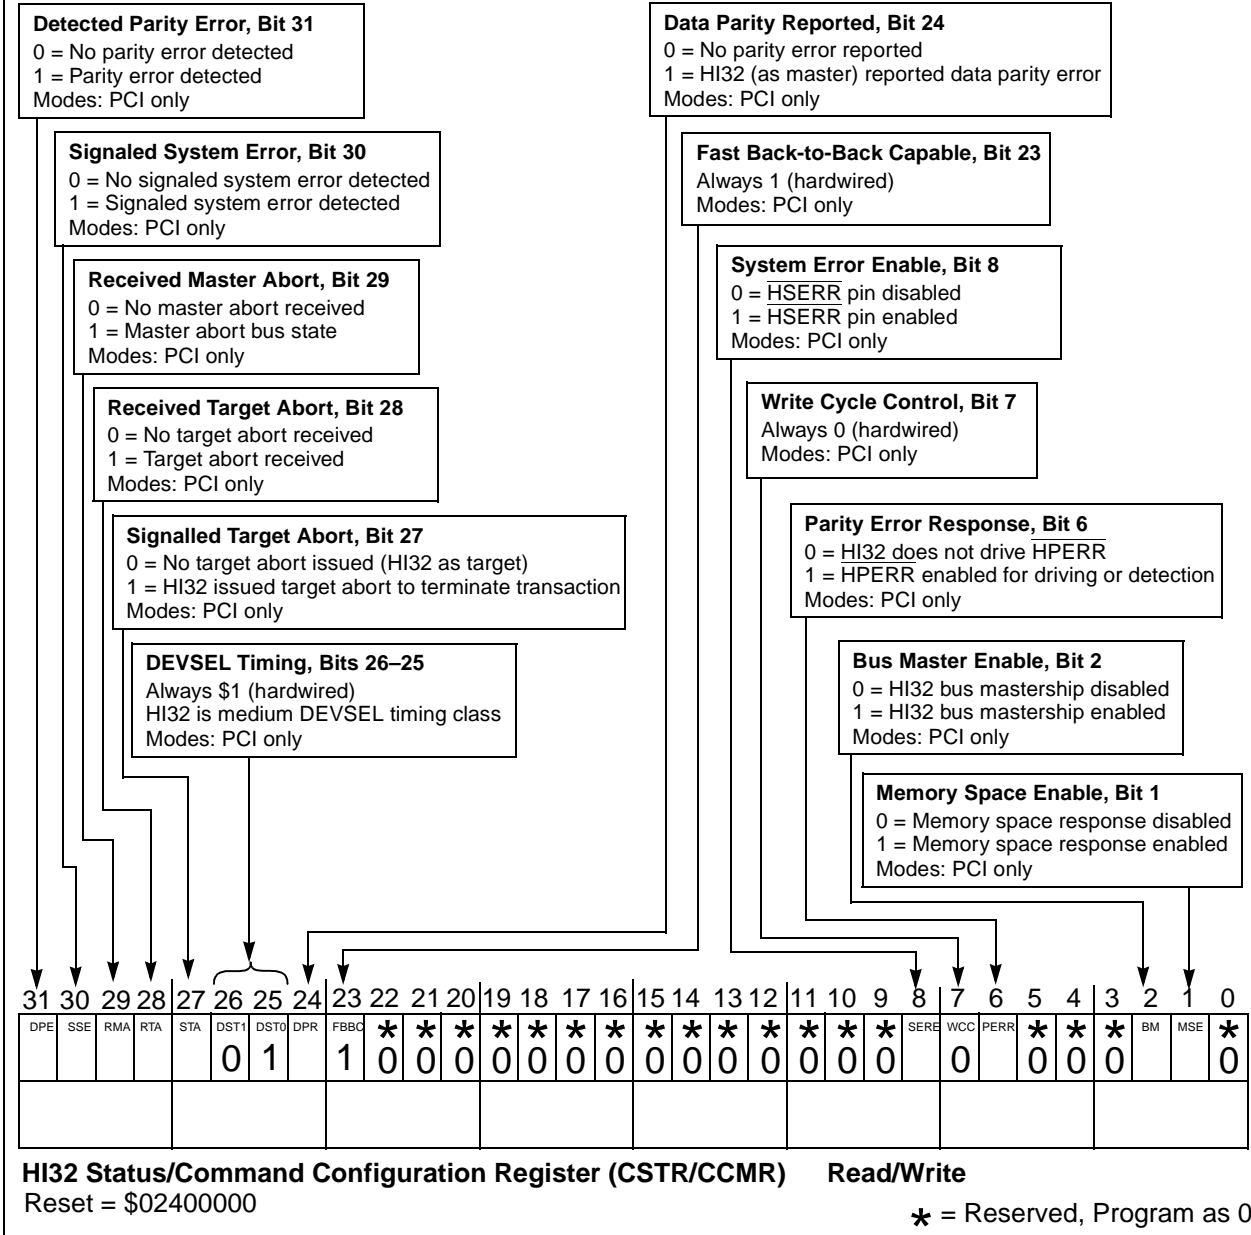 Detected Parity Error, Bit 31
0 = No parity error detected
1 = Parity error detected
Modes: PCI only
Signaled System Error, Bit 30
0 = No signaled system error detected
1 = Signaled system error detected
Modes: PCI only
Received Master Abort, Bit 29
0 = No master abort received
1 = Master abort bus state
Modes: PCI only
Received Target Abort, Bit 28
0 = No target abort received
1 = Target abort received
Modes: PCI only
Signalled Target Abort, Bit 27
0 = No target abort issued (HI32 as target)
1 = HI32 issued target abort to terminate transaction
Modes: PCI only
DEVSEL Timing, Bits 26–25
Always $1 (hardwired)
HI32 is medium DEVSEL timing class
Modes: PCI only
Data Parity Reported, Bit 24
0 = No parity error reported
1 = HI32 (as master) reported data parity error
Modes: PCI only
Fast Back-to-Back Capable, Bit 23
Always 1 (hardwired)
Modes: PCI only
System Error Enable, Bit 8
0 = HSERR pin disabled
1 = HSERR pin enabled
Modes: PCI only
Write Cycle Control, Bit 7
Always 0 (hardwired)
Modes: PCI only
Parity Error Response, Bit 6
0 = HI32 does not drive HPERR
1 = HPERR enabled for driving or detection
Modes: PCI only
Bus Master Enable, Bit 2
0 = HI32 bus mastership disabled
1 = HI32 bus mastership enabled
Modes: PCI only
Memory Space Enable, Bit 1
0 = Memory space response disabled
1 = Memory space response enabled
Modes: PCI only
31 30 29 28 27 26 25 24 23 22 21 20 19 18 17 16 15 14 13 12 11 10 9 8 7 6 5 4 3 2 1 0
DPE SSE RMA RTA STA DST1 DST0 DPR FBBC * * * * * * * * * * * * * * SERE WCC PERR * * * BM MSE *
0 1 1 0 0 0 0 0 0 0 0 0 0 0 0 0 0 0 0 0 0 0
HI32 Status/Command Configuration Register (CSTR/CCMR) Read/Write
Reset = $02400000
* = Reserved, Program as 0